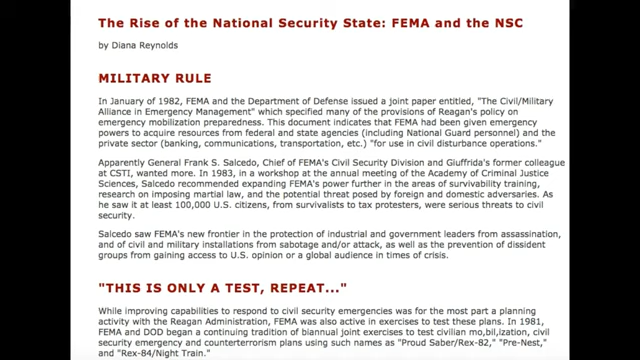 The Rise of the National Security State: FEMA and the NSC
by Diana Reynolds
MILITARY RULE
In January of 1982, FEMA and the Department of Defense issued a joint paper entitled, "The Civil/Military
Alliance in Emergency Management" which specified many of the provisions of Reagan's policy on
emergency mobilization preparedness. This document indicates that FEMA had been given emergency
powers to acquire resources from federal and state agencies (including National Guard personnel) and the
private sector (banking, communications, transportation, etc.) "for use in civil disturbance operations."
Apparently General Frank S. Salcedo, Chief of FEMA's Civil Security Division and Giuffrida's former colleague
at CSTI, wanted more. In 1983, in a workshop at the annual meeting of the Academy of Criminal Justice
Sciences, Salcedo recommended expanding FEMA's power further in the areas of survivability training,
research on imposing martial law, and the potential threat posed by foreign and domestic adversaries. As
he saw it at least 100,000 U.S. citizens, from survivalists to tax protesters, were serious threats to civil
security.
Salcedo saw FEMA's new frontier in the protection of industrial and government leaders from assassination,
and of civil and military installations from sabotage and/or attack, as well as the prevention of dissident
groups from gaining access to U.S. opinion or a global audience in times of crisis.
"THIS IS ONLY A TEST, REPEAT..."
While improving capabilities to respond to civil security emergencies was for the most part a planning
activity with the Reagan Administration, FEMA was also active in exercises to test these plans. In 1981,
FEMA and DOD began a continuing tradition of biannual joint exercises to test civilian mo,bil,ization, civil
security emergency and counterterrorism plans using such names as "Proud Saber/Rex-82," "Pre-Nest,"
and "Rex-84/Night Train."